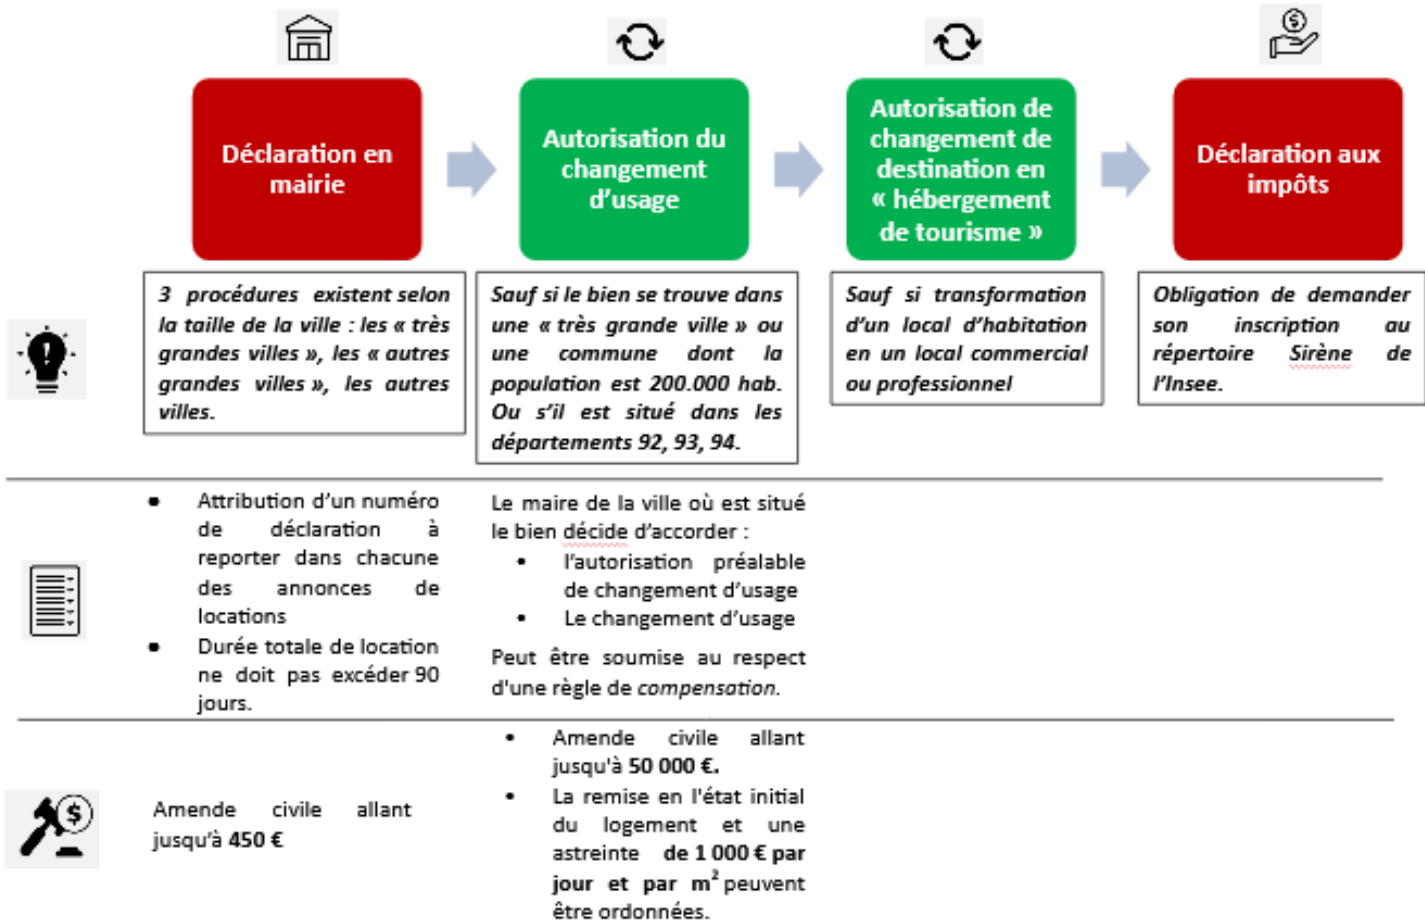 Déclaration en
mairie
Autorisation du
changement
d’usage
Autorisation de
changement de
destination en
« hébergement
de tourisme »
Déclaration aux
impôts
3 procédures existent selon
la taille de la ville : les « très
grandes villes », les « autres
grandes villes », les autres
villes.
Sauf si le bien se trouve dans
une « très grande ville » ou
une commune dont la
population est 200.000 hab.
Ou s’il est situé dans les
départements 92, 93, 94.
Sauf si transformation
d’un local d’habitation
en un local commercial
ou professionnel
Obligation de demander
son inscription au
répertoire Sirène de
l’Insee.
• Attribution d’un numéro
de déclaration à
reporter dans chacune
des annonces de
locations
• Durée totale de location
ne doit pas excéder 90
jours.
Le maire de la ville où est situé
le bien décide d’accorder :
• l’autorisation préalable
de changement d’usage
• Le changement d’usage
Peut être soumise au respect
d'une règle de compensation.
Amende civile allant
jusqu’à 450 €
• Amende civile allant
jusqu'à 50 000 €.
• La remise en l'état initial
du logement et une
astreinte de 1 000 € par
jour et par m² peuvent
être ordonnées.